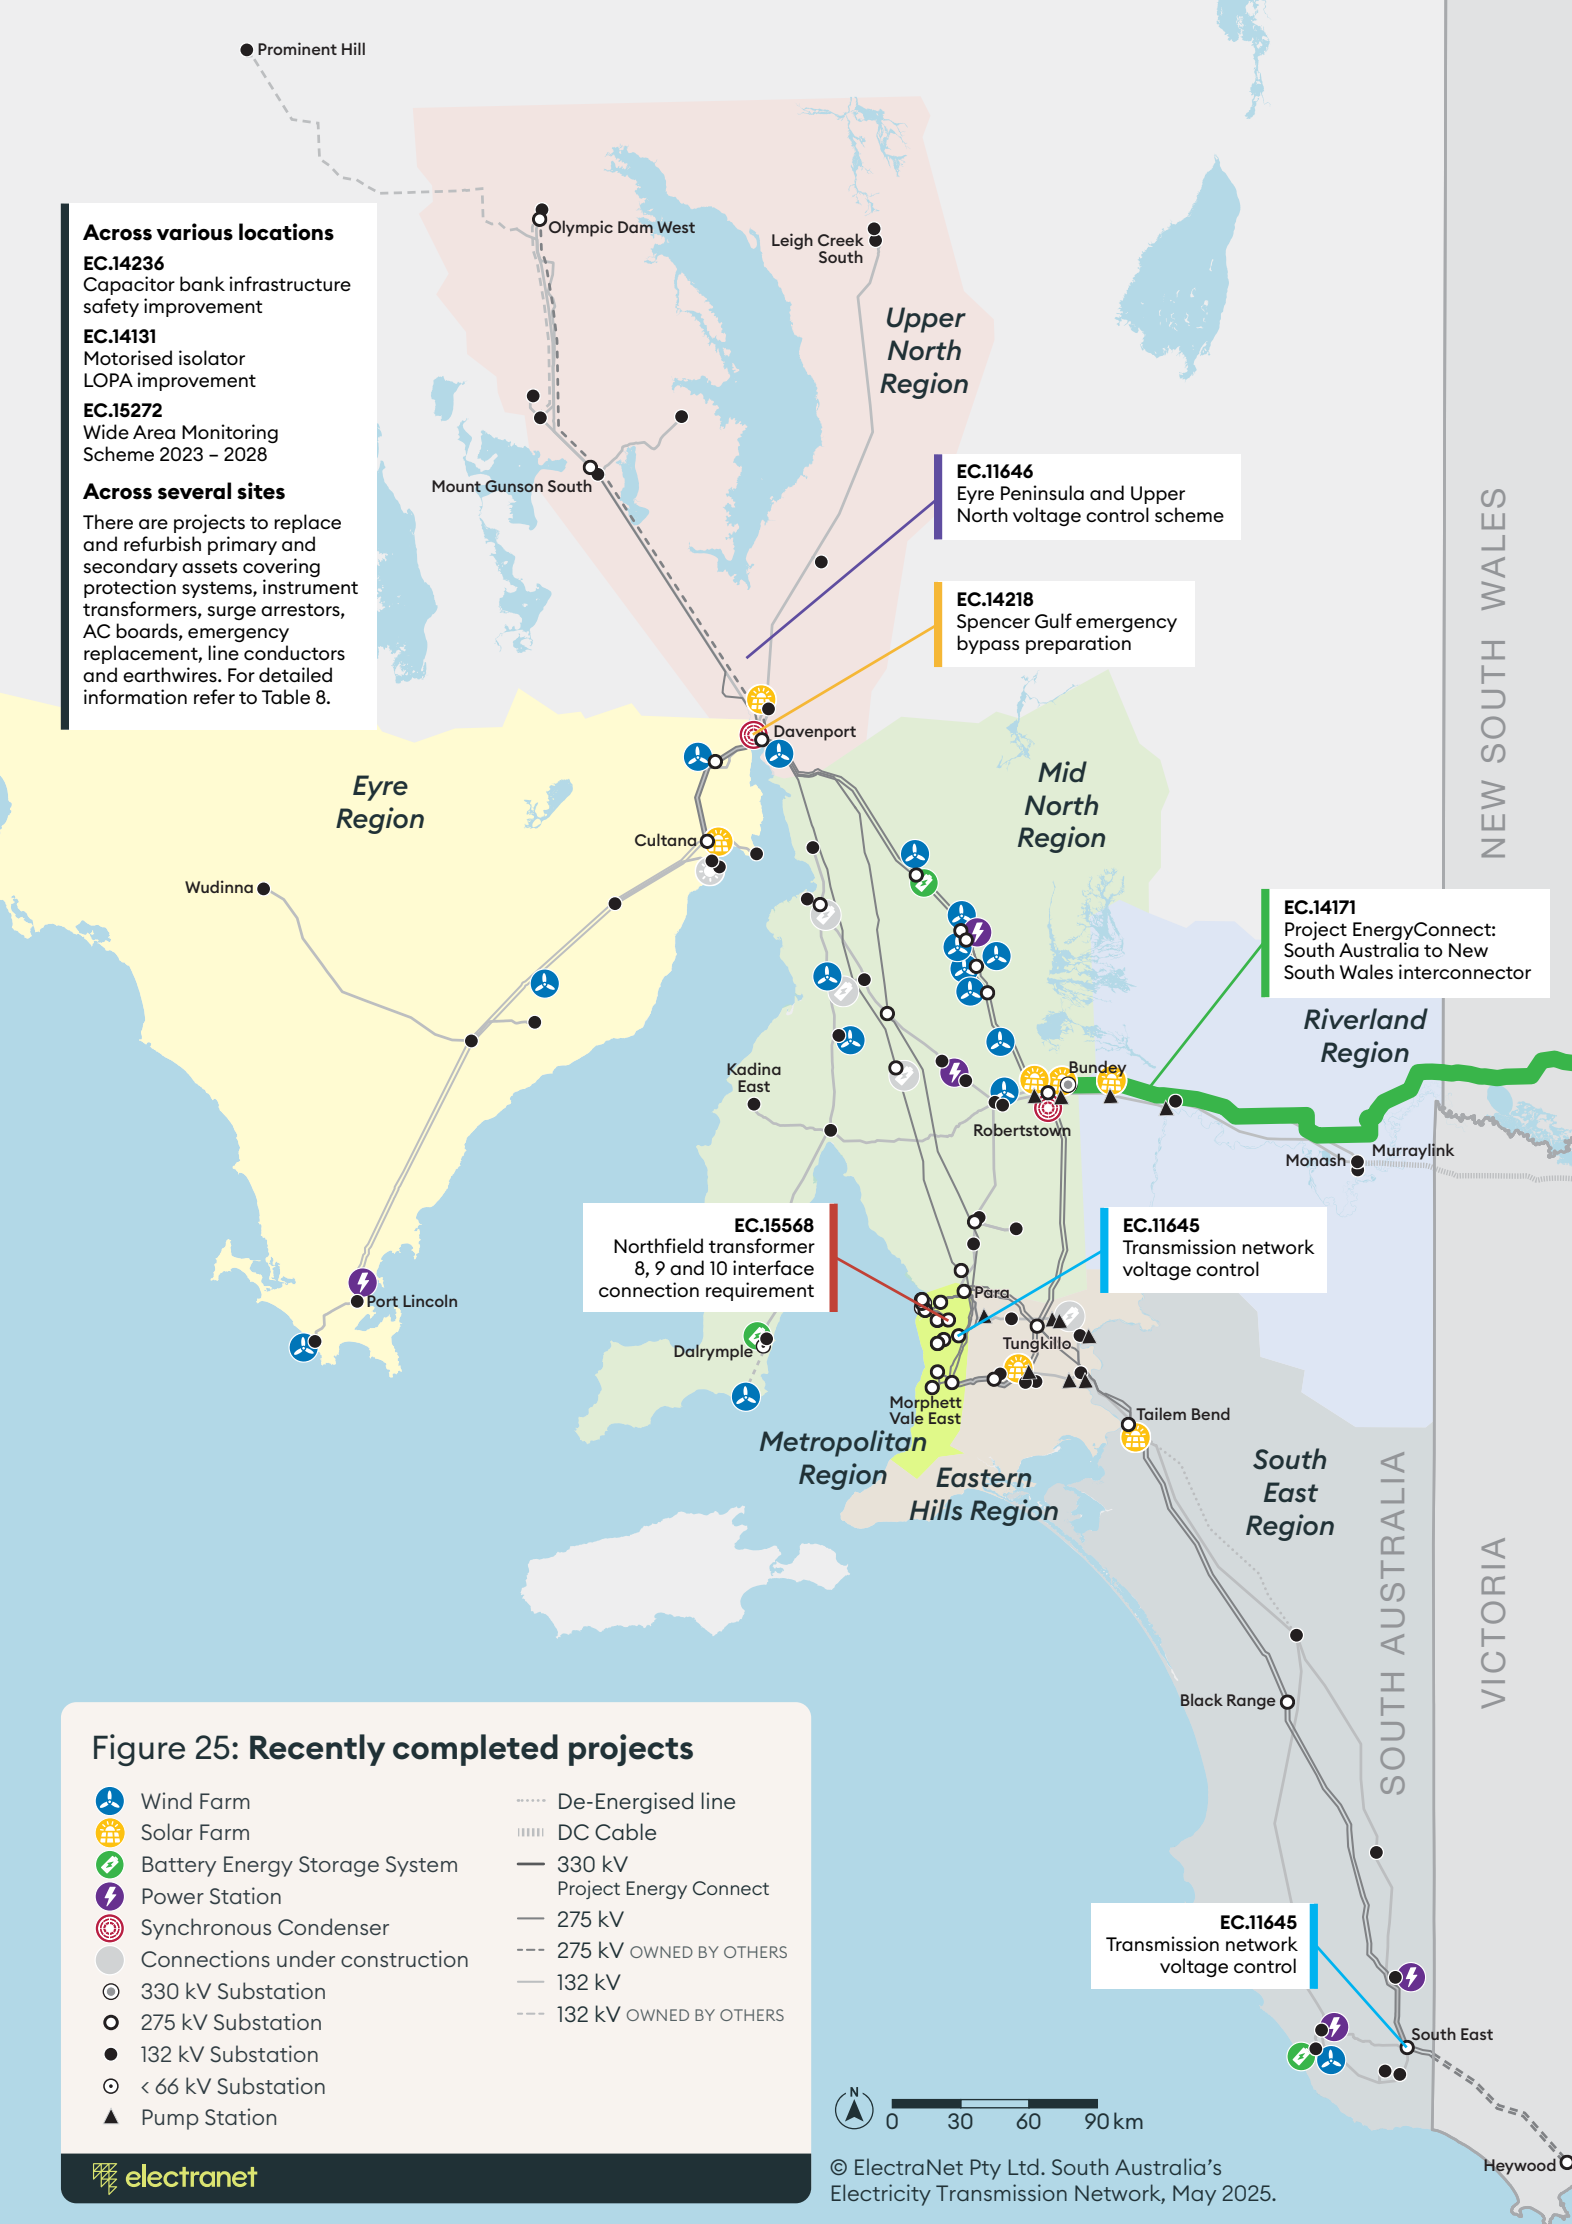 Prominent Hill
Across various locations
EC.14236
Capacitor bank infrastructure
safety improvement
EC.14131
Motorised isolator
LOPA improvement
EC.15272
Wide Area Monitoring
Scheme 2023 – 2028
Across several sites
There are projects to replace
and refurbish primary and
secondary assets covering
protection systems, instrument
transformers, surge arrestors,
AC boards, emergency
replacement, line conductors
and earthwires. For detailed
information refer to Table 8.
Olympic Dam West
Leigh Creek
South
Upper
North
Region
Mount Gunson South
EC.11646
Eyre Peninsula and Upper
North voltage control scheme
EC.14218
Spencer Gulf emergency
bypass preparation
NEW SOUTH WALES
Davenport
Eyre
Region
Mid
North
Region
Cultana
Wudinna
EC.14171
Project EnergyConnect:
South Australia to New
South Wales interconnector
Riverland
Region
Kadina
East
Bundey
Robertstown
Monash
Murraylink
EC.15568
Northfield transformer
8, 9 and 10 interface
connection requirement
EC.11645
Transmission network
voltage control
Port Lincoln
Para
Tungkillo
Dalrymple
Morphett
Vale East
Tailem Bend
Metropolitan
Region
Eastern
Hills Region
South
East
Region
SOUTH AUSTRALIA
VICTORIA
Black Range
Figure 25: Recently completed projects
Wind Farm
Solar Farm
Battery Energy Storage System
Power Station
Synchronous Condenser
Connections under construction
330 kV Substation
275 kV Substation
132 kV Substation
< 66 kV Substation
Pump Station
De-Energised line
DC Cable
330 kV
Project Energy Connect
275 kV
275 kV OWNED BY OTHERS
132 kV
132 kV OWNED BY OTHERS
electranet
EC.11645
Transmission network
voltage control
South East
Heywood
N
0 30 60 90 km
© ElectraNet Pty Ltd. South Australia's
Electricity Transmission Network, May 2025.